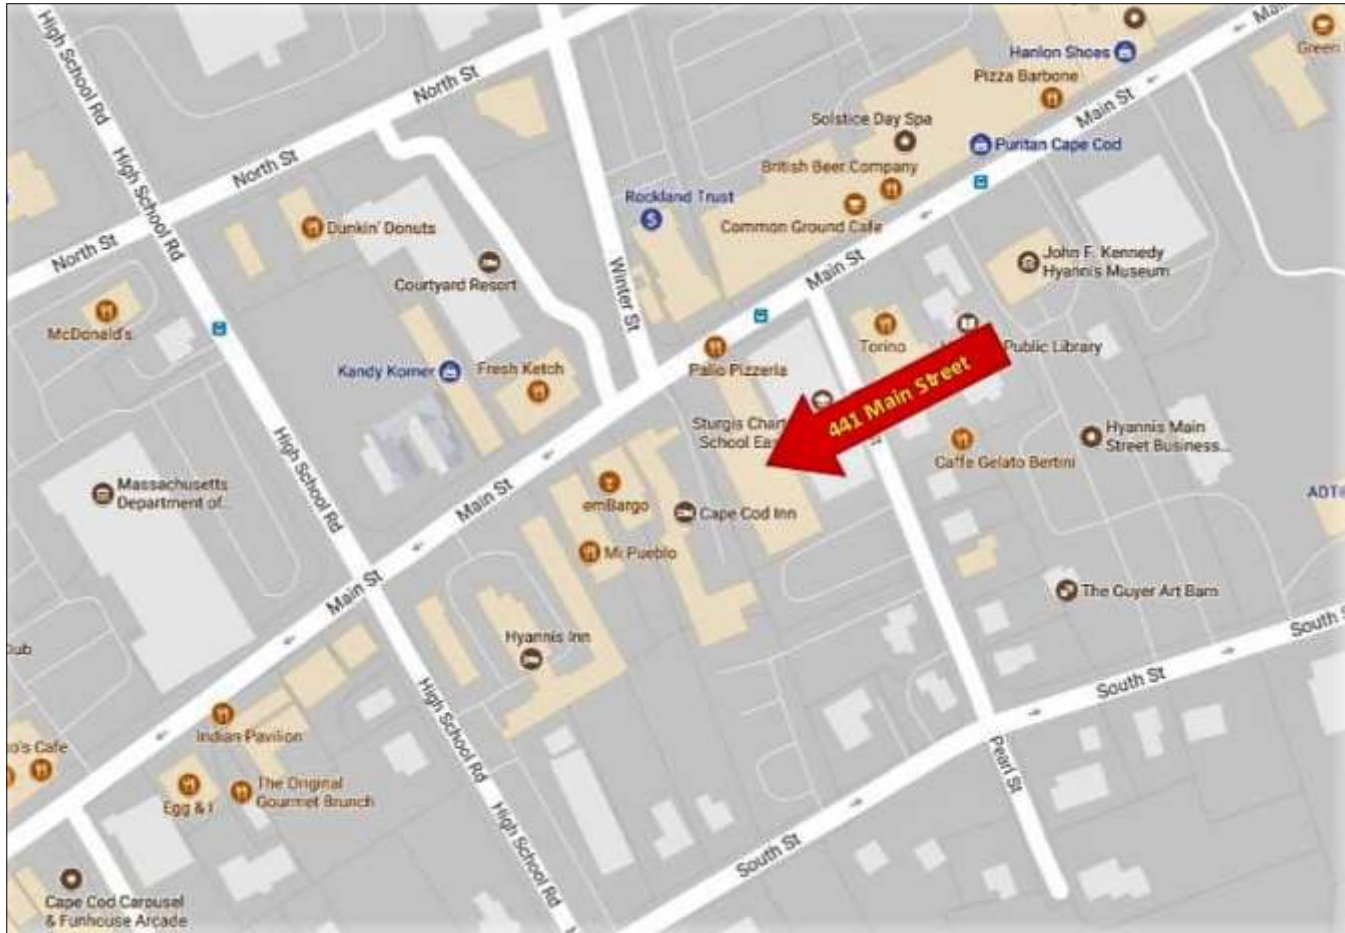 High School Rd
North St
Main
Hanlon Shoes
Green
Pizza Barbone
Main St
Solstice Day Spa
Puritan Cape Cod
High School Rd
North St
British Beer Company
Rockland Trust
Common Ground Cafe
Dunkin' Donuts
North St
Main St
John F. Kennedy
Hyannis Museum
Courtyard Resort
Winter St
McDonald's
Torino
Public Library
Kandy Korner
Fresh Ketch
Palio Pizzeria
441 Main Street
Sturgis
School
Caffe Gelato Bertini
Hyannis Main
Street Business...
High School Rd
Massachusetts
Department of...
Main St
emBargo
Cape Cod Inn
Mi Pueblo
Main St
The Guyer Art Barn
South St
Hyannis Inn
South St
High School Rd
Indian Pavilion
Cafe
Pearl St
Egg & I
The Original
Gourmet Brunch
High School Rd
South St
Cape Cod Carousel
& Funhouse Arcade